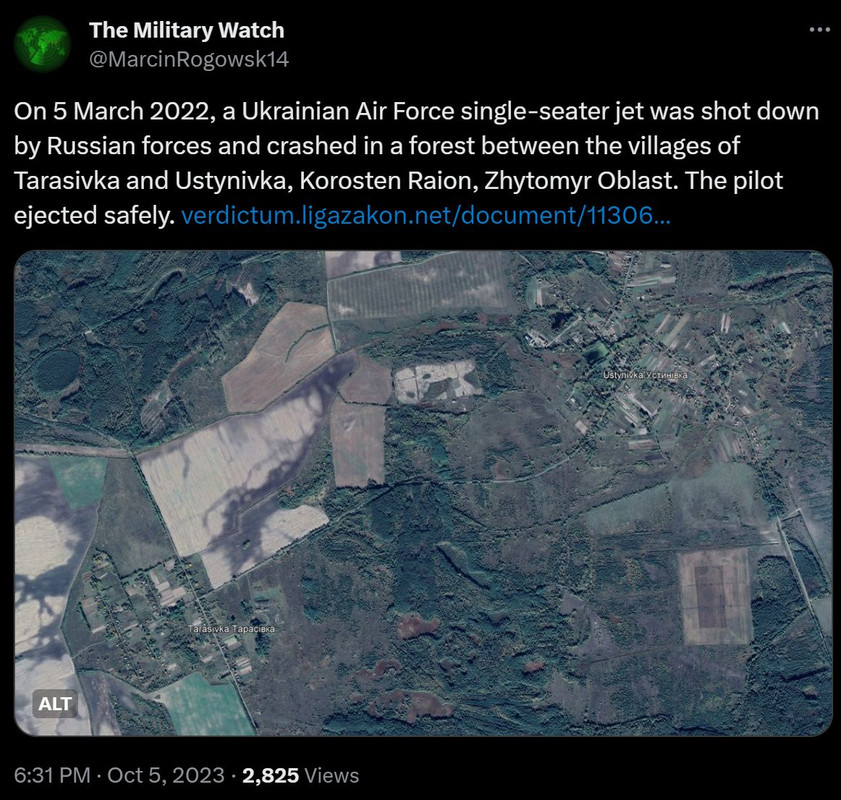 The Military Watch
@MarcinRogowsk14
On 5 March 2022, a Ukrainian Air Force single-seater jet was shot down
by Russian forces and crashed in a forest between the villages of
Tarasivka and Ustynivka, Korosten Raion, Zhytomyr Oblast. The pilot
ejected safely. verdictum.ligazakon.net/document/11306...
Ustynivka Устинівка
Tarasivka Тарасівка
ALT
6:31 PM · Oct 5, 2023 · 2,825 Views